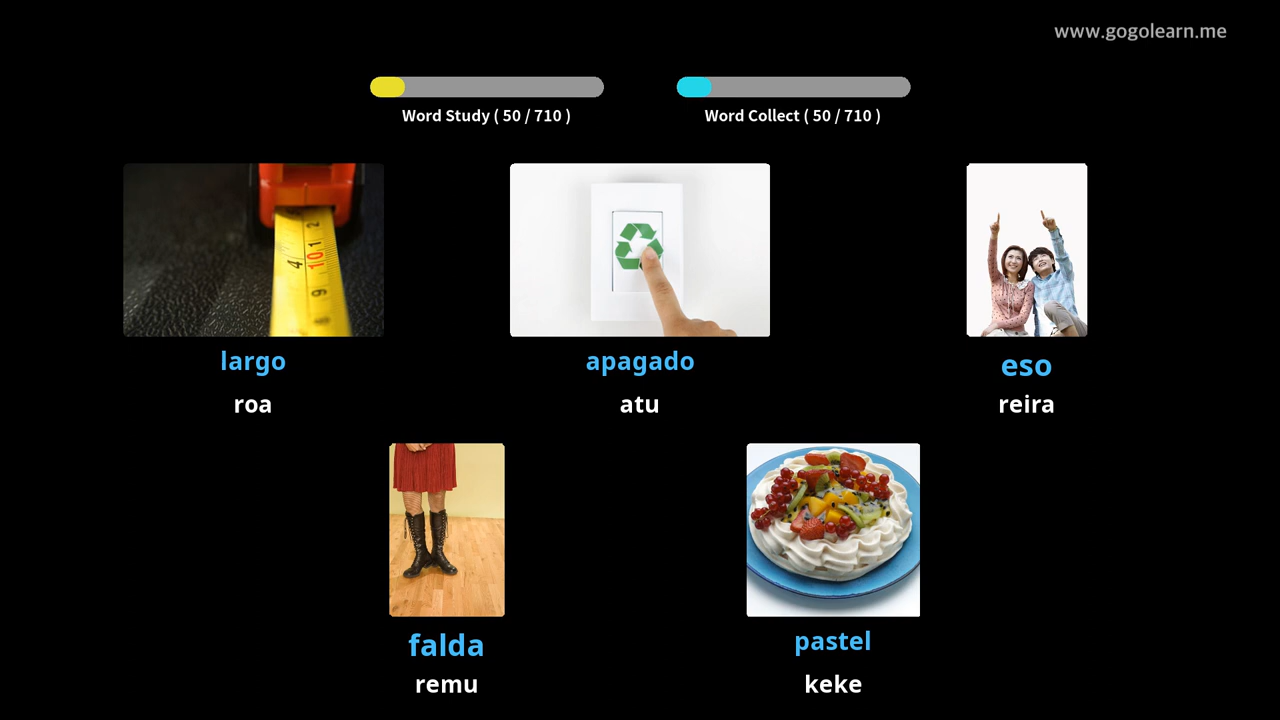 www.gogolearn.me
Word Study ( 50 / 710 )
Word Collect ( 50 / 710 )
largo
roa
apagado
atu
eso
reira
falda
remu
pastel
keke